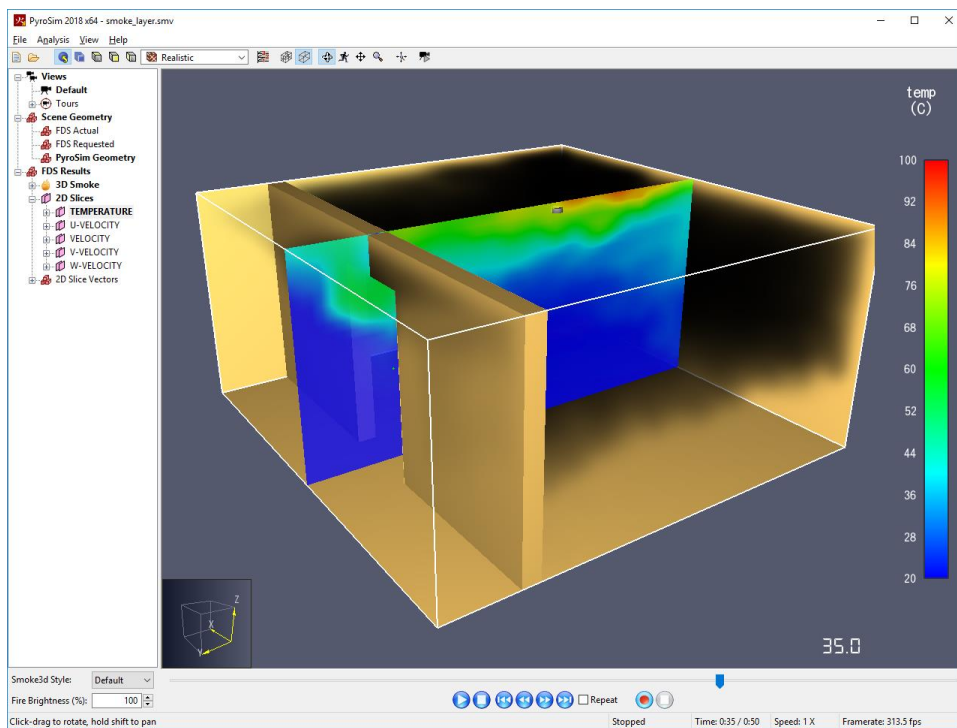 PyroSim 2018 x64 - smoke_layer.smv
File Analysis View Help
Realistic
Views
Default
Tours
Scene Geometry
FDS Actual
FDS Requested
PyroSim Geometry
FDS Results
3D Smoke
2D Slices
TEMPERATURE
U-VELOCITY
VELOCITY
V-VELOCITY
W-VELOCITY
2D Slice Vectors
temp
(C)
100
92
84
76
68
60
52
44
36
28
20
Z
X
Y
35.0
Smoke3d Style: Default
Fire Brightness (%): 100
Repeat
Click-drag to rotate, hold shift to pan
Stopped
Time: 0:35 / 0:50
Speed: 1 X
Framerate: 313.5 fps